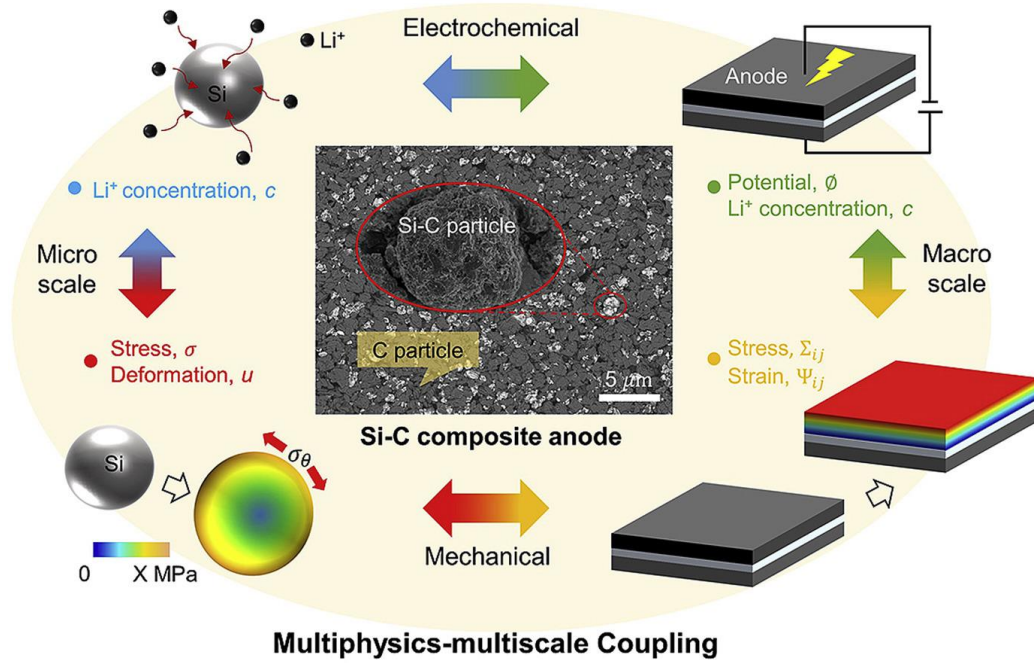 Li⁺
Si
Electrochemical
Anode
Li⁺ concentration, c
Potential, ϕ
Li⁺ concentration, c
Micro
scale
Macro
scale
Si-C particle
C particle
5 μm
Stress, σ
Deformation, u
Stress, Σij
Strain, Ψij
Si-C composite anode
Si
σθ
0 X MPa
Mechanical
Multiphysics-multiscale Coupling